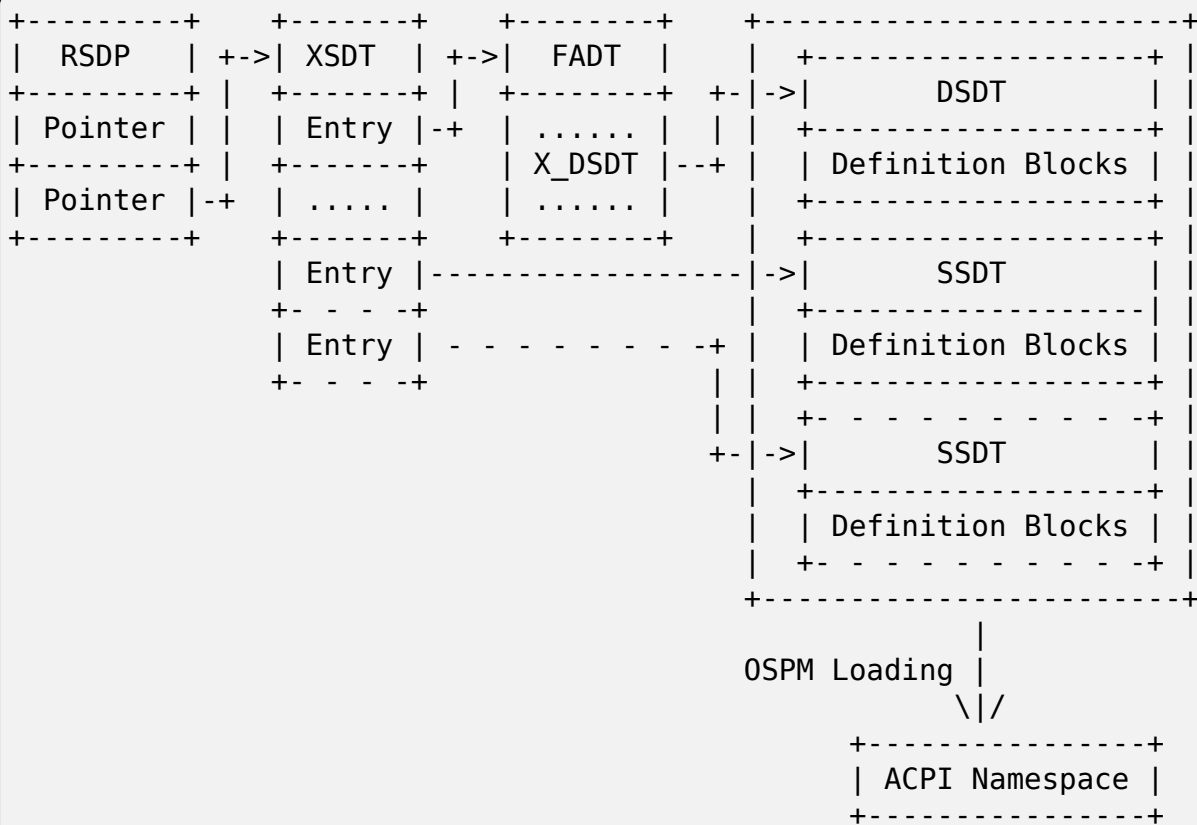 +---------+    +-------+    +--------+    +------------------------+
|  RSDP   | +->| XSDT  | +->|  FADT  |    |  +-------------------+ |
+---------+ |  +-------+ |  +--------+  +-|->|       DSDT        | |
| Pointer | |  | Entry |-+  | ...... |  | |  +-------------------+ |
+---------+ |  +-------+    | X_DSDT |--+ |  | Definition Blocks | |
| Pointer |-+  | ..... |    | ...... |    |  +-------------------+ |
+---------+    +-------+    +--------+    |  +-------------------+ |
               | Entry |------------------|->|       SSDT        | |
               +- - - -+                  |  +-------------------| |
               | Entry | - - - - - - - -+ |  | Definition Blocks | |
               +- - - -+                | |  +-------------------+ |
                                        | |  +- - - - - - - - - -+ |
                                        +-|->|       SSDT        | |
                                          |  +-------------------+ |
                                          |  | Definition Blocks | |
                                          |  +- - - - - - - - - -+ |
                                          +------------------------+
                                                       |
                                          OSPM Loading |
                                                      \|/
                                                +----------------+
                                                | ACPI Namespace |
                                                +----------------+